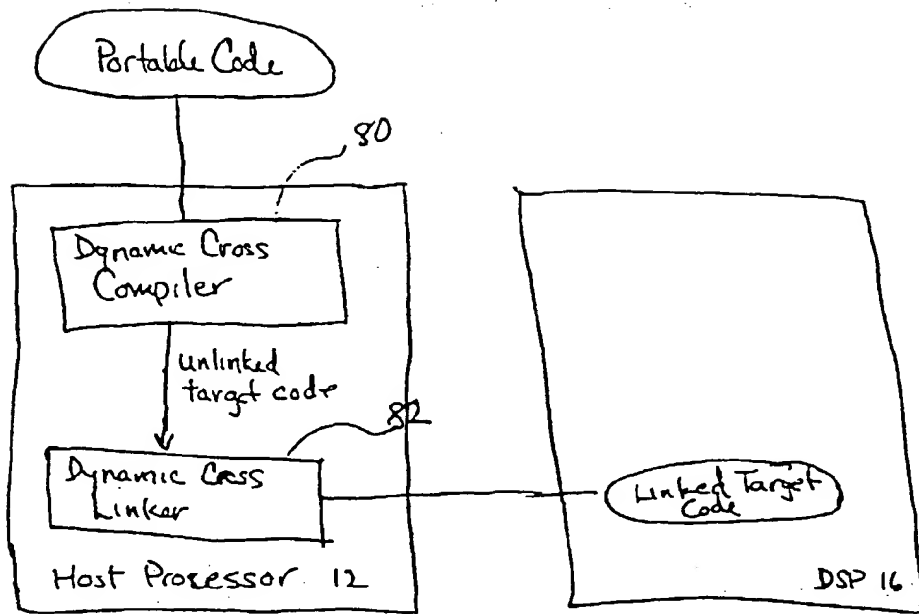 Portable Code
80
Dynamic Cross
Compiler
unlinked
target code
82
Dynamic Cross
Linker
Linked Target
Code
Host Processor 12
DSP 16